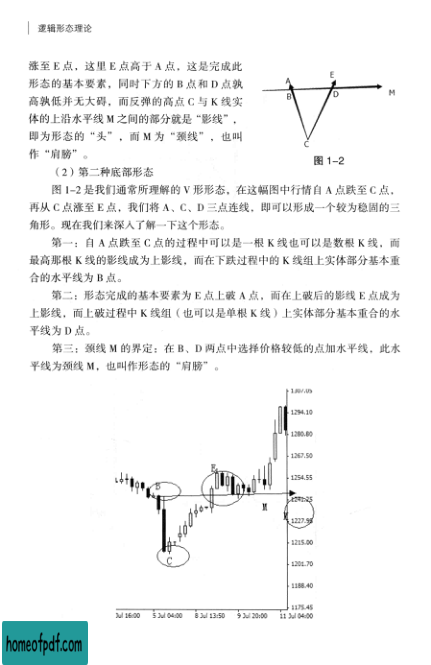 逻辑形态理论
涨至 E 点，这里 E 点高于 A 点，这是完成此
形态的基本要素，同时下方的 B 点和 D 点孰
高孰低并无大碍，而反弹的高点 C 与 K 线实
体的上沿水平线 M 之间的部分就是“影线”，
即为形态的“头”，而 M 为“颈线”，也叫
作“肩膀”。
A
E
B
D
M
C
图 1-2
（2）第二种底部形态
图 1-2 是我们通常所理解的 V 形形态，在这幅图中行情自 A 点跌至 C 点，
再从 C 点涨至 E 点，我们将 A、C、D 三点连线，即可以形成一个较为稳固的三
角形。现在我们来深入了解一下这个形态。
第一：自 A 点跌至 C 点的过程中可以是一根 K 线也可以是数根 K 线，而
最高那根 K 线的影线成为上影线，而在下跌过程中的 K 线组上实体部分基本重
合的水平线为 B 点。
第二：形态完成的基本要素为 E 点上破 A 点，而在上破后的影线 E 点成为
上影线，而上破过程中 K 线组（也可以是单根 K 线）上实体部分基本重合的水
平线为 D 点。
第三：颈线 M 的界定：在 B、D 两点中选择价格较低的点加水平线，此水
平线为颈线 M，也叫作形态的“肩膀”。
1307.05
1294.10
1280.80
1267.50
1254.55
1241.25
1227.95
1215.00
1201.70
1188.40
1175.45
B
E
M
C
Jul 16:00
5 Jul 04:00
8 Jul 13:50
9 Jul 20:00
11 Jul 04:00
homeofpdf.com